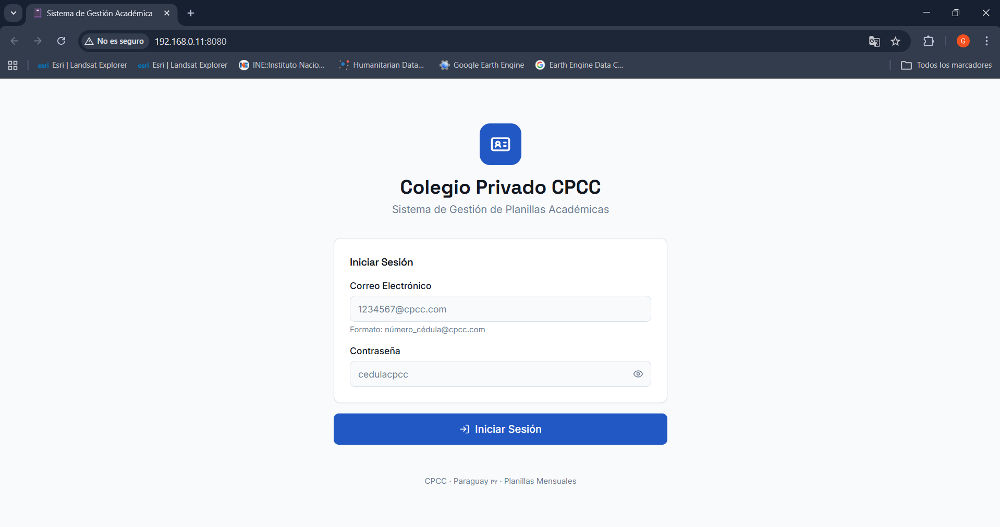 Sistema de Gestión Académica
No es seguro
192.168.0.11:8080
G
esri Esri | Landsat Explorer
esri Esri | Landsat Explorer
NE INE::Instituto Nacio...
Humanitarian Data...
Google Earth Engine
G Earth Engine Data C...
Todos los marcadores
Colegio Privado CPCC
Sistema de Gestión de Planillas Académicas
Iniciar Sesión
Correo Electrónico
1234567@cpcc.com
Formato: número_cédula@cpcc.com
Contraseña
cedulacpcc
Iniciar Sesión
CPCC · Paraguay PY · Planillas Mensuales